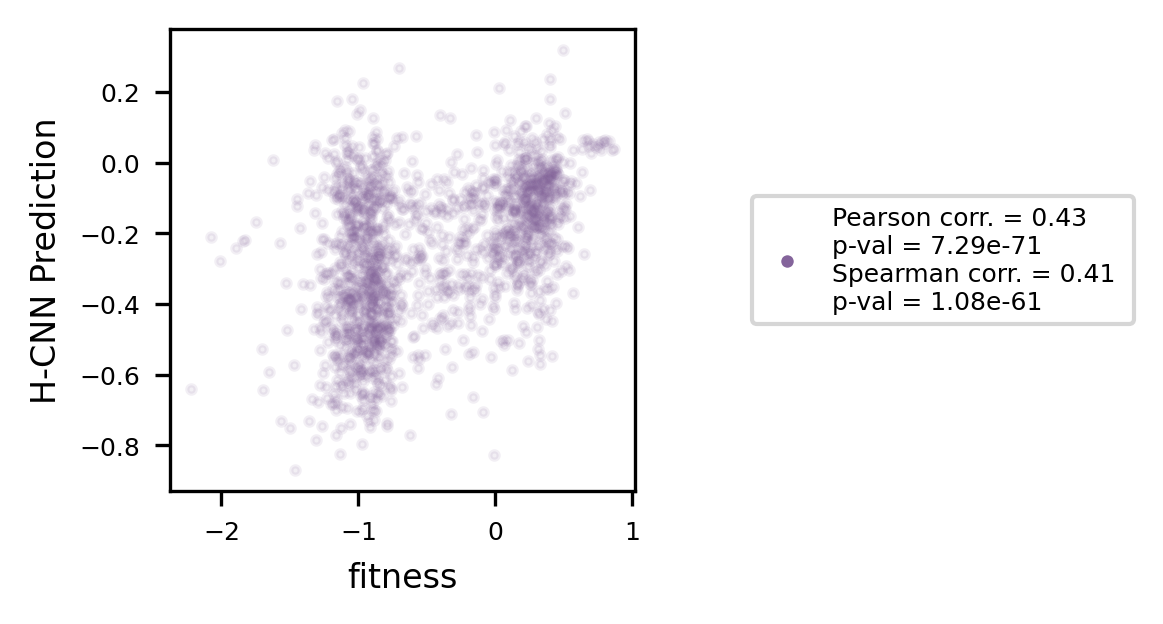 H-CNN Prediction
0.2
0.0
−0.2
−0.4
−0.6
−0.8
−2
−1
0
1
fitness
Pearson corr. = 0.43
p-val = 7.29e-71
Spearman corr. = 0.41
p-val = 1.08e-61